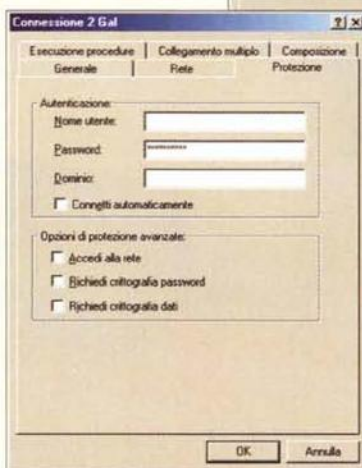 Connessione 2 Gal
Esecuzione procedure
Collegamento multiplo
Composizione
Generale
Rete
Protezione
Autenticazione:
Nome utente:
Password: **********
Dominio:
Connetti automaticamente
Opzioni di protezione avanzate:
Accedi alla rete
Richiedi crittografia password
Richiedi crittografia dati
OK
Annulla